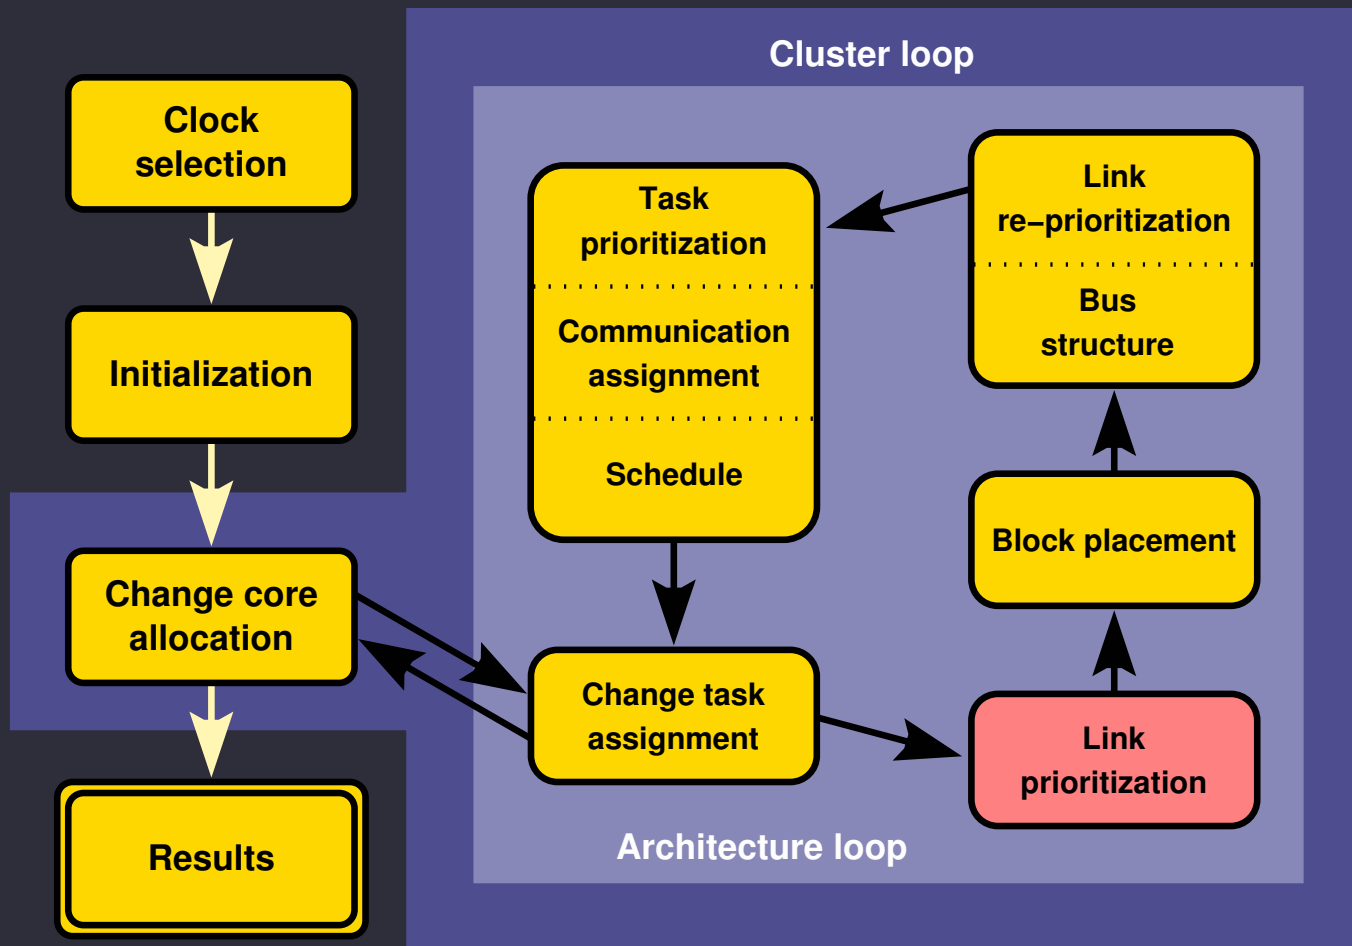 Cluster loop
Clock
selection
Initialization
Change core
allocation
Results
Task
prioritization
Communication
assignment
Schedule
Change task
assignment
Link
re−prioritization
Bus
structure
Block placement
Link
prioritization
Architecture loop